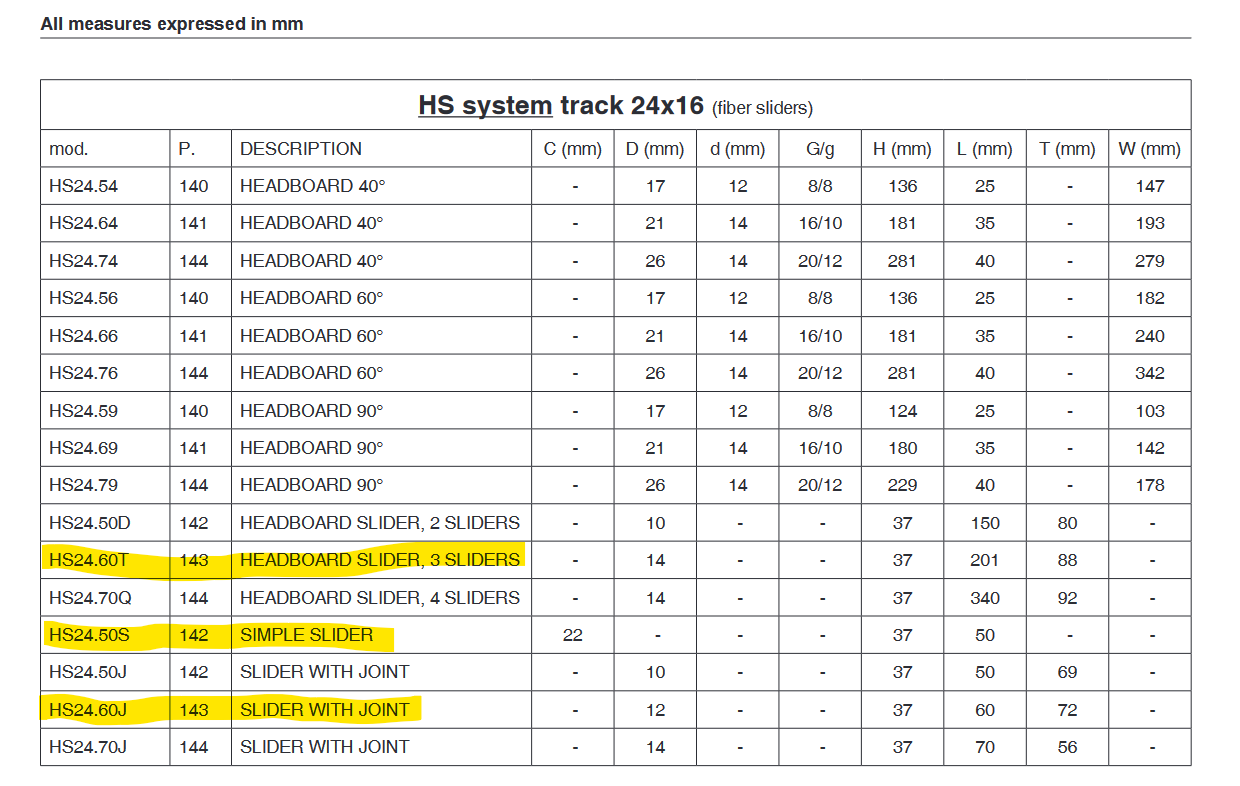 All measures expressed in mm
HS system track 24x16 (fiber sliders)
mod. P. DESCRIPTION C (mm) D (mm) d (mm) G/g H (mm) L (mm) T (mm) W (mm)
HS24.54 140 HEADBOARD 40° - 17 12 8/8 136 25 - 147
HS24.64 141 HEADBOARD 40° - 21 14 16/10 181 35 - 193
HS24.74 144 HEADBOARD 40° - 26 14 20/12 281 40 - 279
HS24.56 140 HEADBOARD 60° - 17 12 8/8 136 25 - 182
HS24.66 141 HEADBOARD 60° - 21 14 16/10 181 35 - 240
HS24.76 144 HEADBOARD 60° - 26 14 20/12 281 40 - 342
HS24.59 140 HEADBOARD 90° - 17 12 8/8 124 25 - 103
HS24.69 141 HEADBOARD 90° - 21 14 16/10 180 35 - 142
HS24.79 144 HEADBOARD 90° - 26 14 20/12 229 40 - 178
HS24.50D 142 HEADBOARD SLIDER, 2 SLIDERS - 10 - - 37 150 80 -
HS24.60T 143 HEADBOARD SLIDER, 3 SLIDERS - 14 - - 37 201 88 -
HS24.70Q 144 HEADBOARD SLIDER, 4 SLIDERS - 14 - - 37 340 92 -
HS24.50S 142 SIMPLE SLIDER 22 - - - 37 50 - -
HS24.50J 142 SLIDER WITH JOINT - 10 - - 37 50 69 -
HS24.60J 143 SLIDER WITH JOINT - 12 - - 37 60 72 -
HS24.70J 144 SLIDER WITH JOINT - 14 - - 37 70 56 -